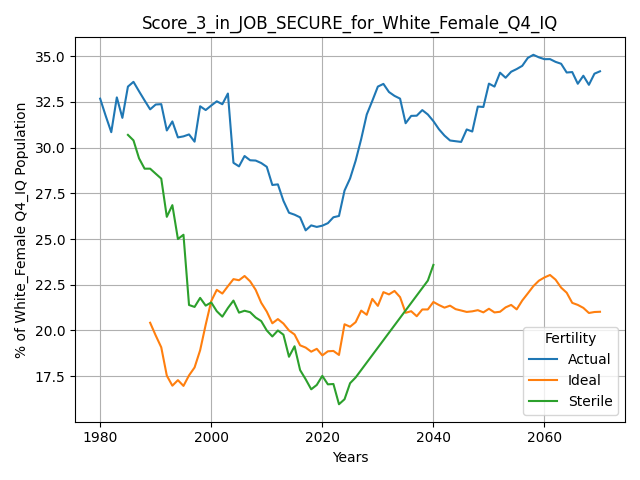 Score_3_in_JOB_SECURE_for_White_Female_Q4_IQ
% of White_Female Q4_IQ Population
35.0
32.5
30.0
27.5
25.0
22.5
20.0
17.5
Fertility
Actual
Ideal
Sterile
1980
2000
2020
2040
2060
Years